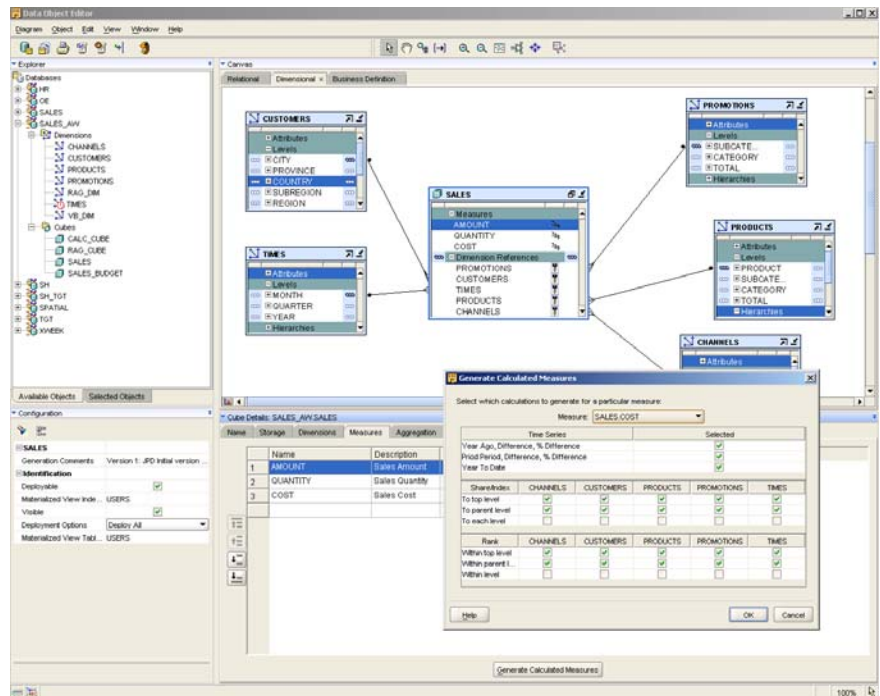 Data Object Editor
Diagram Object Edit View Window Help
Explorer
Databases
HR
OE
SALES
SALES_AW
Dimensions
CHANNELS
CUSTOMERS
PRODUCTS
PROMOTIONS
RAG_DIM
TIMES
VB_DIM
Cubes
CALC_CUBE
RAG_CUBE
SALES
SALES_BUDGET
SH
SH_TGT
SPATIAL
TGT
XWEEK
Available Objects Selected Objects
Canvas
Relational Dimensional × Business Definition
CUSTOMERS
Attributes
Levels
CITY
PROVINCE
COUNTRY
SUBREGION
REGION
TIMES
Attributes
Levels
MONTH
QUARTER
YEAR
Hierarchies
SALES
Measures
AMOUNT
QUANTITY
COST
Dimension References
PROMOTIONS
CUSTOMERS
TIMES
PRODUCTS
CHANNELS
PROMOTIONS
Attributes
Levels
SUBCATE...
CATEGORY
TOTAL
Hierarchies
PRODUCTS
Attributes
Levels
PRODUCT
SUBCATE...
CATEGORY
TOTAL
Hierarchies
CHANNELS
Attributes
Configuration
SALES
Generation Comments Version 1: JPD Initial version ...
Identification
Deployable
Materialized View Inde... USERS
Visible
Deployment Options Deploy All
Materialized View Tabl... USERS
Cube Details: SALES_AW.SALES
Name Storage Dimensions Measures Aggregation
Name Description
1 AMOUNT Sales Amount
2 QUANTITY Sales Quantity
3 COST Sales Cost
Generate Calculated Measures
Generate Calculated Measures
Select which calculations to generate for a particular measure:
Measure: SALES.COST
Time Series Selected
Year Ago, Difference, % Difference
Priod Period, Difference, % Difference
Year To Date
Share/Index CHANNELS CUSTOMERS PRODUCTS PROMOTIONS TIMES
To top level
To parent level
To each level
Rank CHANNELS CUSTOMERS PRODUCTS PROMOTIONS TIMES
Within top level
Within parent l...
Within level
Help OK Cancel
100%